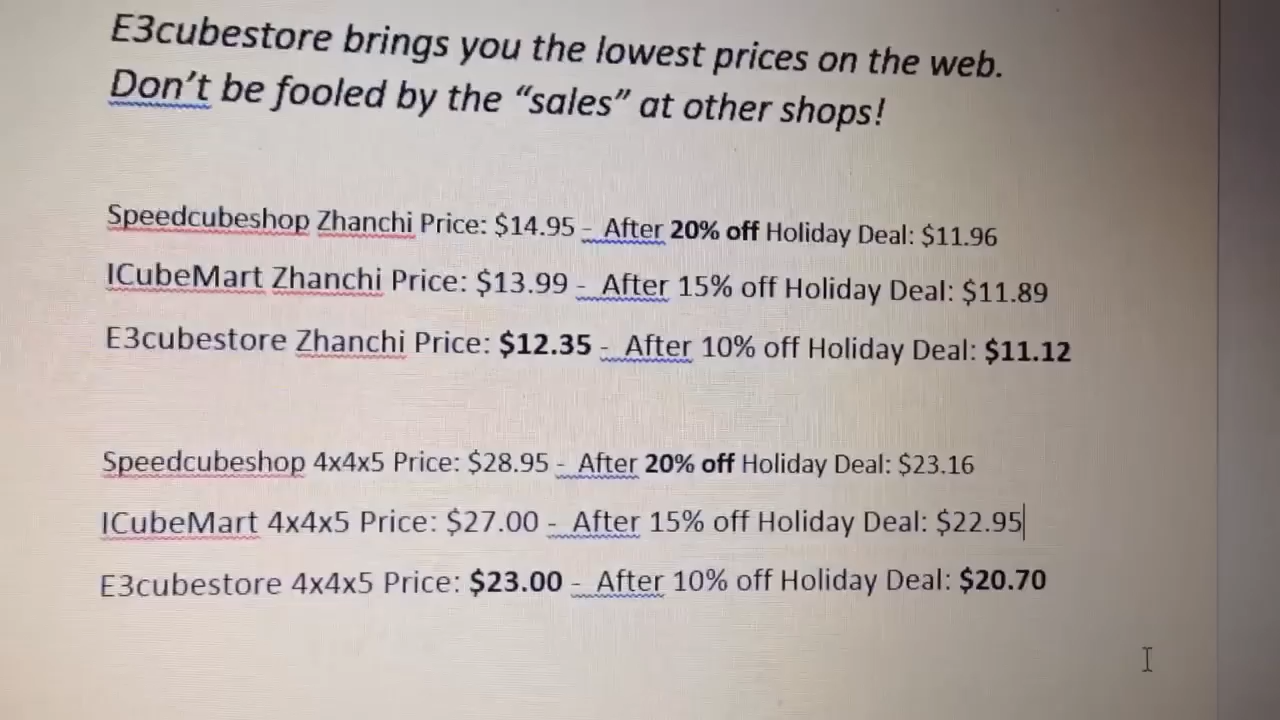 E3cubestore brings you the lowest prices on the web.
Don't be fooled by the “sales” at other shops!
Speedcubeshop Zhanchi Price: $14.95 - After 20% off Holiday Deal: $11.96
ICubeMart Zhanchi Price: $13.99 - After 15% off Holiday Deal: $11.89
E3cubestore Zhanchi Price: $12.35 - After 10% off Holiday Deal: $11.12
Speedcubeshop 4x4x5 Price: $28.95 - After 20% off Holiday Deal: $23.16
ICubeMart 4x4x5 Price: $27.00 - After 15% off Holiday Deal: $22.95
E3cubestore 4x4x5 Price: $23.00 - After 10% off Holiday Deal: $20.70